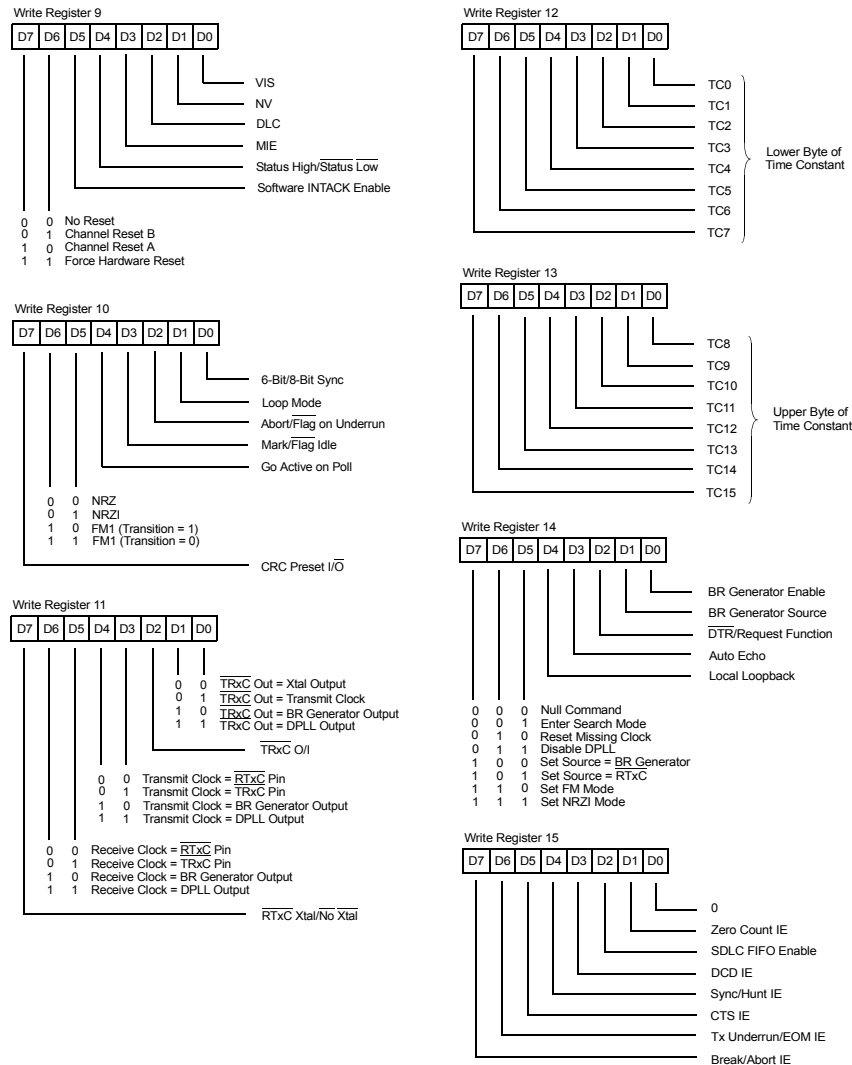 Write Register 9
D7 D6 D5 D4 D3 D2 D1 D0
VIS
NV
DLC
MIE
Status High/Status Low
Software INTACK Enable
0 0 No Reset
0 1 Channel Reset B
1 0 Channel Reset A
1 1 Force Hardware Reset
Write Register 10
D7 D6 D5 D4 D3 D2 D1 D0
6-Bit/8-Bit Sync
Loop Mode
Abort/Flag on Underrun
Mark/Flag Idle
Go Active on Poll
0 0 NRZ
0 1 NRZI
1 0 FM1 (Transition = 1)
1 1 FM1 (Transition = 0)
CRC Preset I/O
Write Register 11
D7 D6 D5 D4 D3 D2 D1 D0
0 0 TRxC Out = Xtal Output
0 1 TRxC Out = Transmit Clock
1 0 TRxC Out = BR Generator Output
1 1 TRxC Out = DPLL Output
TRxC O/I
0 0 Transmit Clock = RTxC Pin
0 1 Transmit Clock = TRxC Pin
1 0 Transmit Clock = BR Generator Output
1 1 Transmit Clock = DPLL Output
0 0 Receive Clock = RTxC Pin
0 1 Receive Clock = TRxC Pin
1 0 Receive Clock = BR Generator Output
1 1 Receive Clock = DPLL Output
RTxC Xtal/No Xtal
Write Register 12
D7 D6 D5 D4 D3 D2 D1 D0
TC0
TC1
TC2
TC3
TC4
TC5
TC6
TC7
Lower Byte of
Time Constant
Write Register 13
D7 D6 D5 D4 D3 D2 D1 D0
TC8
TC9
TC10
TC11
TC12
TC13
TC14
TC15
Upper Byte of
Time Constant
Write Register 14
D7 D6 D5 D4 D3 D2 D1 D0
BR Generator Enable
BR Generator Source
DTR/Request Function
Auto Echo
Local Loopback
0 0 0 Null Command
0 0 1 Enter Search Mode
0 1 0 Reset Missing Clock
0 1 1 Disable DPLL
1 0 0 Set Source = BR Generator
1 0 1 Set Source = RTxC
1 1 0 Set FM Mode
1 1 1 Set NRZI Mode
Write Register 15
D7 D6 D5 D4 D3 D2 D1 D0
0
Zero Count IE
SDLC FIFO Enable
DCD IE
Sync/Hunt IE
CTS IE
Tx Underrun/EOM IE
Break/Abort IE